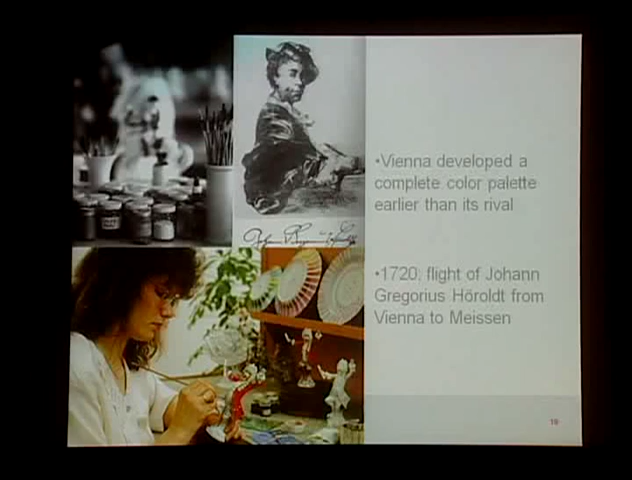 •Vienna developed a
complete color palette
earlier than its rival
•1720, flight of Johann
Gregorius Höroldt from
Vienna to Meissen
19